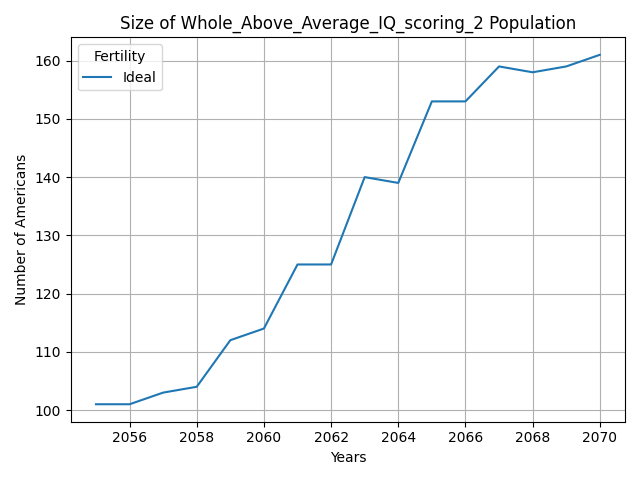 Size of Whole_Above_Average_IQ_scoring_2 Population
Fertility
Ideal
Number of Americans
160
150
140
130
120
110
100
2056 2058 2060 2062 2064 2066 2068 2070
Years